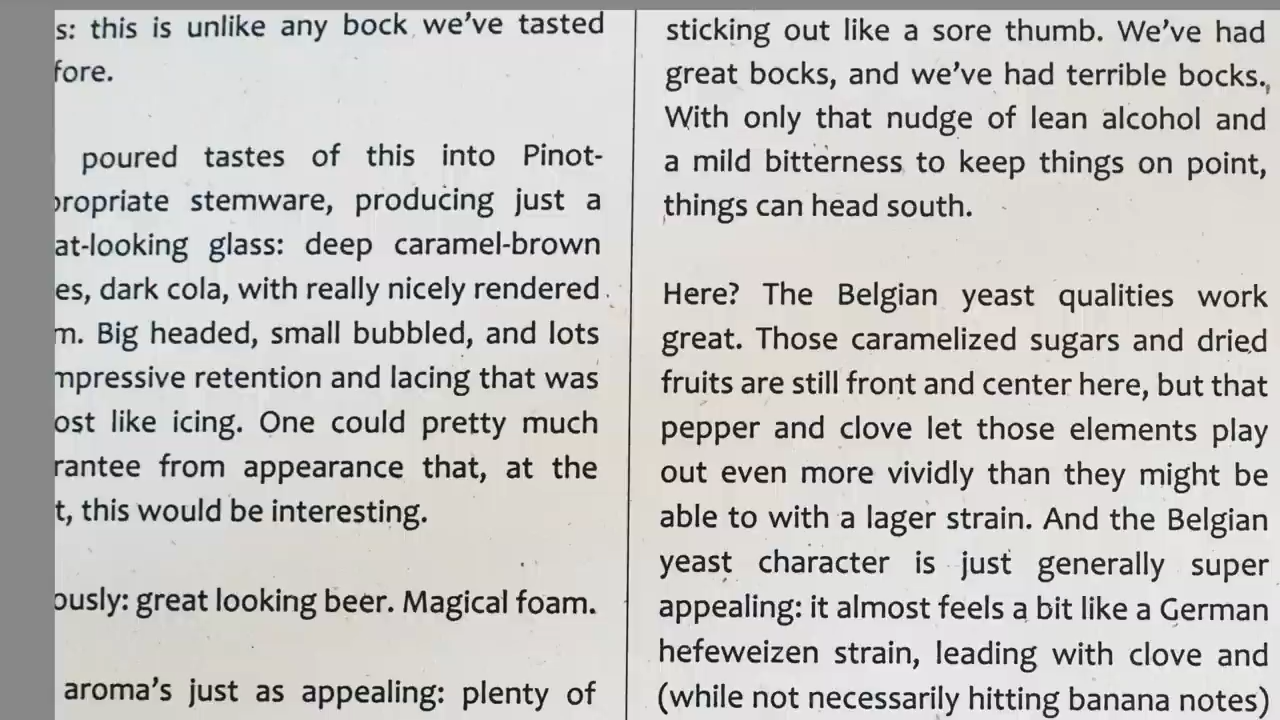 s: this is unlike any bock we've tasted
fore.
poured tastes of this into Pinot-
propriate stemware, producing just a
at-looking glass: deep caramel-brown
es, dark cola, with really nicely rendered
m. Big headed, small bubbled, and lots
mpressive retention and lacing that was
ost like icing. One could pretty much
rantee from appearance that, at the
t, this would be interesting.
ously: great looking beer. Magical foam.
aroma's just as appealing: plenty of
sticking out like a sore thumb. We've had
great bocks, and we've had terrible bocks.
With only that nudge of lean alcohol and
a mild bitterness to keep things on point,
things can head south.
Here? The Belgian yeast qualities work
great. Those caramelized sugars and dried
fruits are still front and center here, but that
pepper and clove let those elements play
out even more vividly than they might be
able to with a lager strain. And the Belgian
yeast character is just generally super
appealing: it almost feels a bit like a German
hefeweizen strain, leading with clove and
(while not necessarily hitting banana notes)